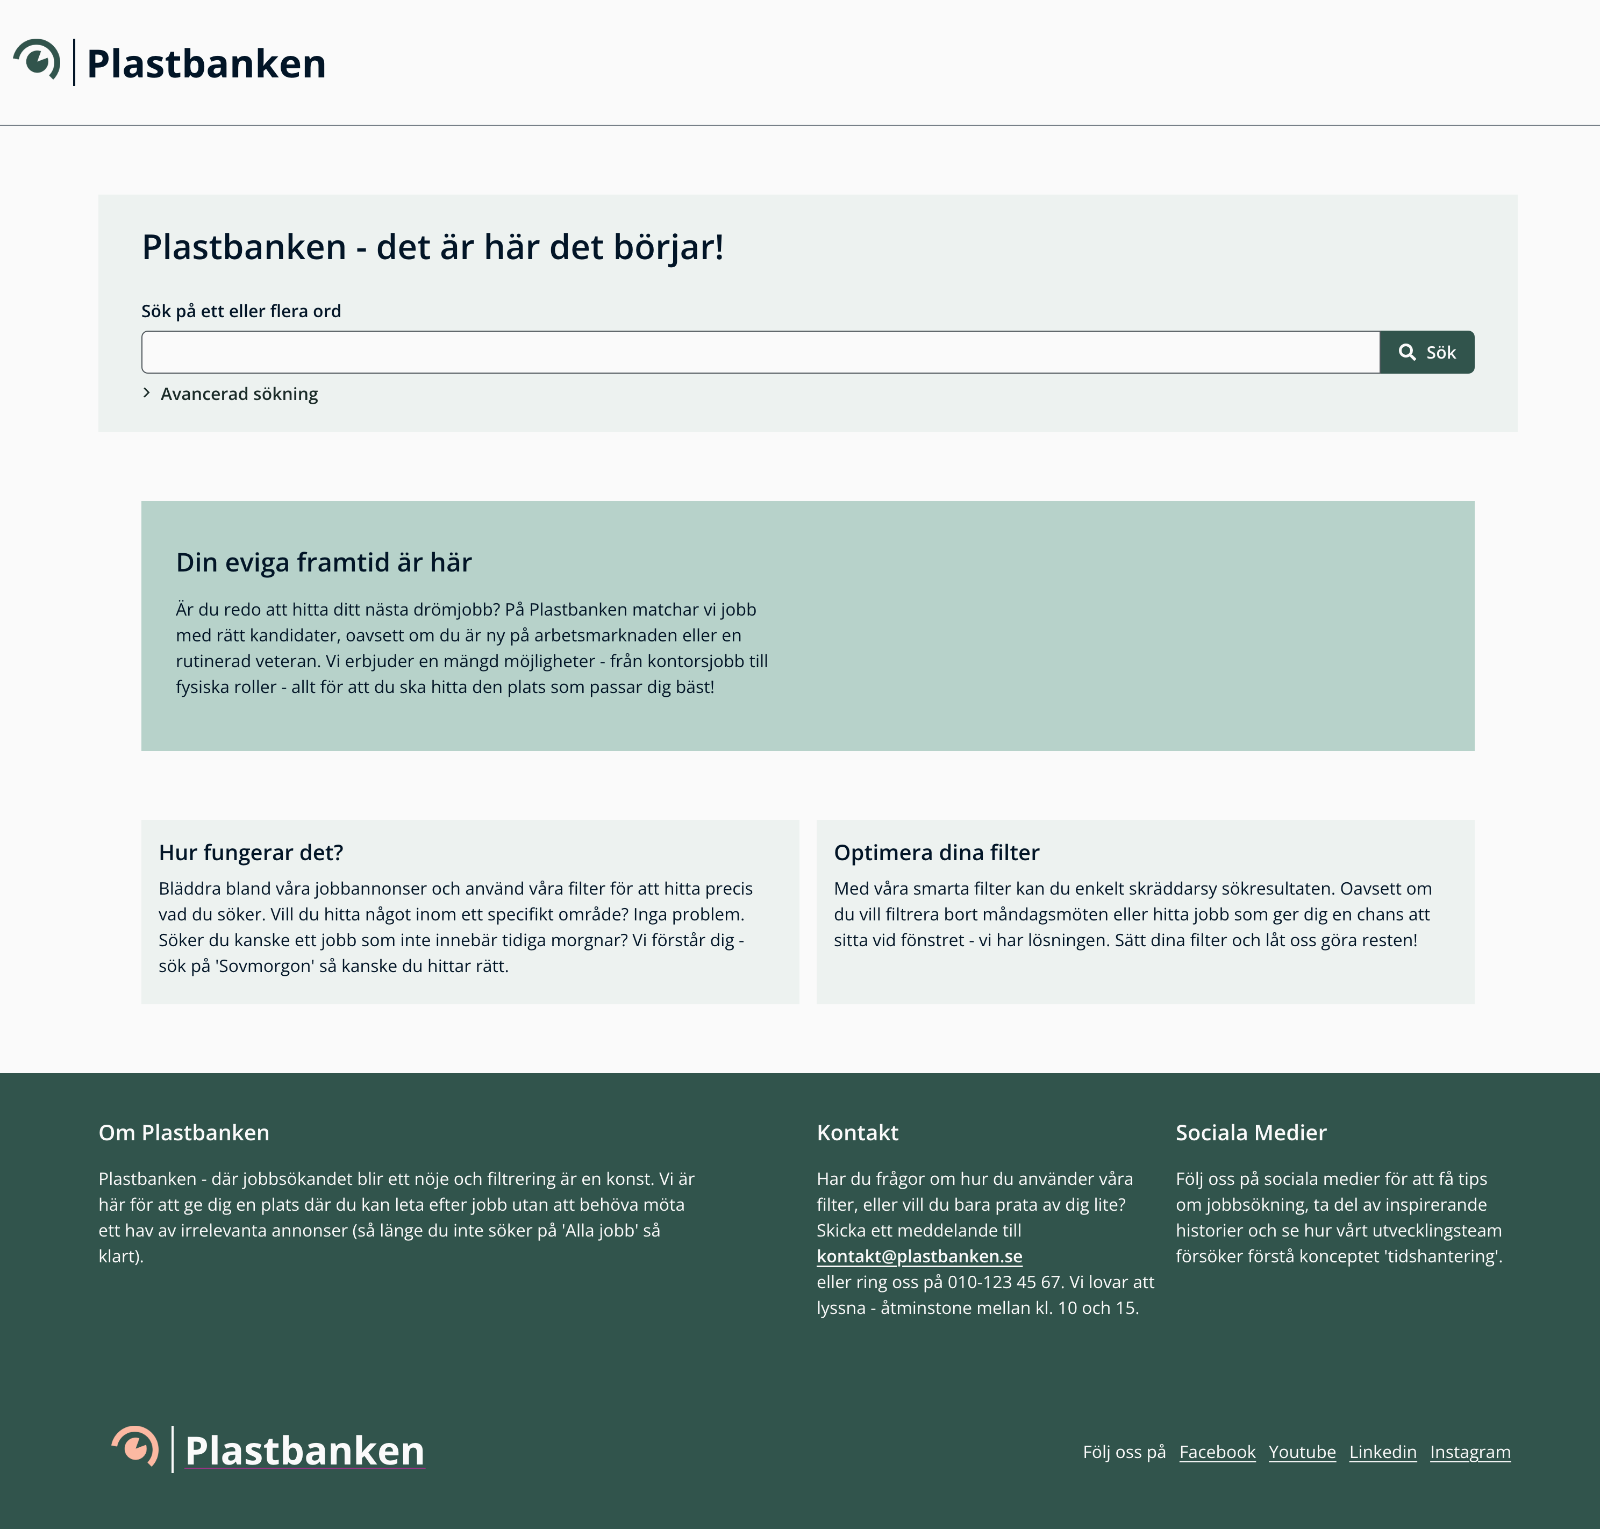 Plastbanken
Plastbanken - det är här det börjar!
Sök på ett eller flera ord
Sök
Avancerad sökning
Din eviga framtid är här
Är du redo att hitta ditt nästa drömjobb? På Plastbanken matchar vi jobb
med rätt kandidater, oavsett om du är ny på arbetsmarknaden eller en
rutinerad veteran. Vi erbjuder en mängd möjligheter - från kontorsjobb till
fysiska roller - allt för att du ska hitta den plats som passar dig bäst!
Hur fungerar det?
Bläddra bland våra jobbannonser och använd våra filter för att hitta precis
vad du söker. Vill du hitta något inom ett specifikt område? Inga problem.
Söker du kanske ett jobb som inte innebär tidiga morgnar? Vi förstår dig -
sök på 'Sovmorgon' så kanske du hittar rätt.
Optimera dina filter
Med våra smarta filter kan du enkelt skräddarsy sökresultaten. Oavsett om
du vill filtrera bort måndagsmöten eller hitta jobb som ger dig en chans att
sitta vid fönstret - vi har lösningen. Sätt dina filter och låt oss göra resten!
Om Plastbanken
Plastbanken - där jobbsökandet blir ett nöje och filtrering är en konst. Vi är
här för att ge dig en plats där du kan leta efter jobb utan att behöva möta
ett hav av irrelevanta annonser (så länge du inte söker på 'Alla jobb' så
klart).
Kontakt
Har du frågor om hur du använder våra
filter, eller vill du bara prata av dig lite?
Skicka ett meddelande till
kontakt@plastbanken.se
eller ring oss på 010-123 45 67. Vi lovar att
lyssna - åtminstone mellan kl. 10 och 15.
Sociala Medier
Följ oss på sociala medier för att få tips
om jobbsökning, ta del av inspirerande
historier och se hur vårt utvecklingsteam
försöker förstå konceptet 'tidshantering'.
Plastbanken
Följ oss på Facebook Youtube Linkedin Instagram